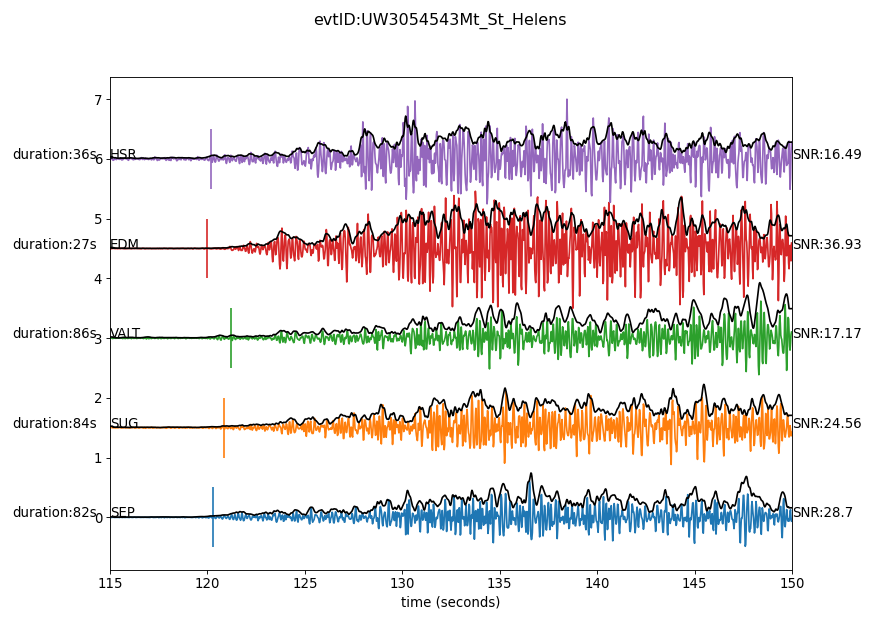 evtID:UW3054543Mt_St_Helens
7
duration:36s 6 HSR SNR:16.49
5
duration:27s EDM SNR:36.93
4
duration:86s 3 VALT SNR:17.17
2
duration:84s SUG SNR:24.56
1
duration:82s 0 SEP SNR:28.7
115 120 125 130 135 140 145 150
time (seconds)